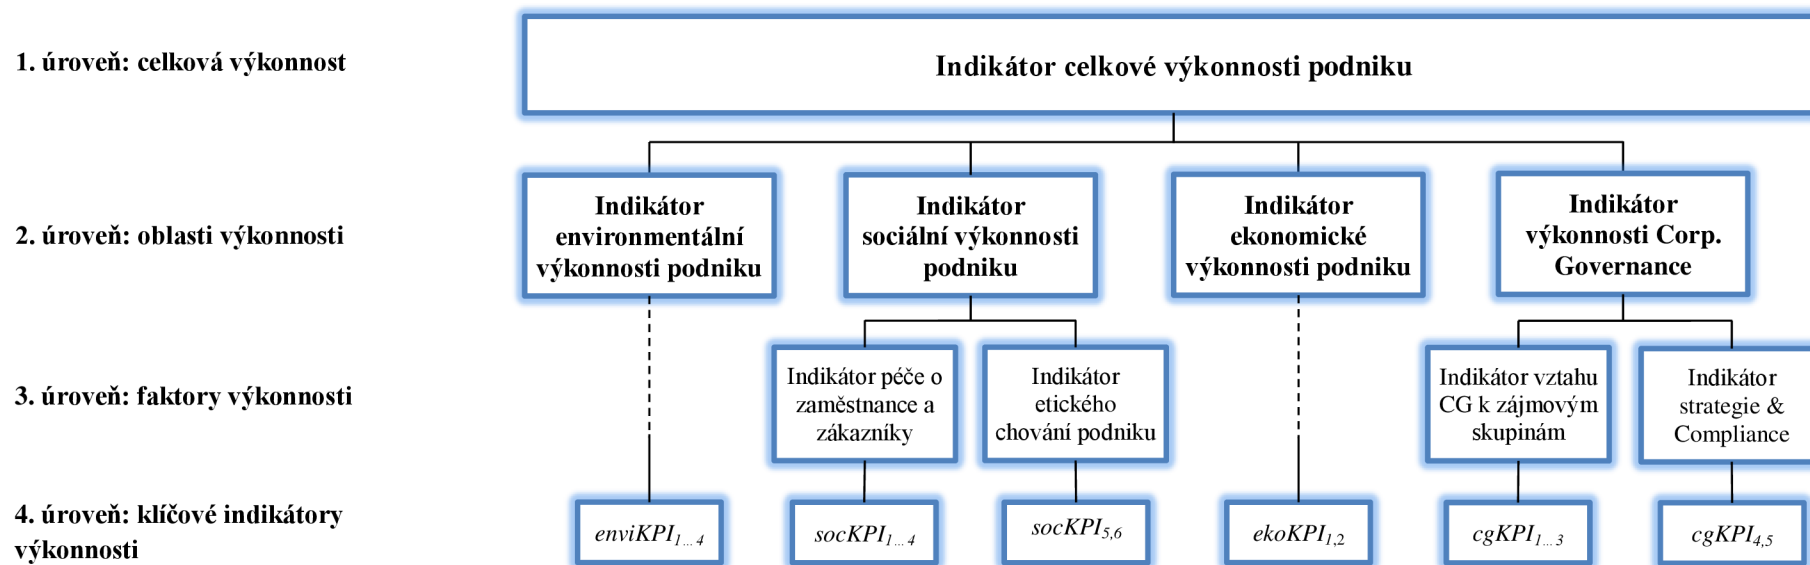 1. úroveň: celková výkonnost
Indikátor celkové výkonnosti podniku
2. úroveň: oblasti výkonnosti
Indikátor
environmentální
výkonnosti podniku
Indikátor
sociální výkonnosti
podniku
Indikátor
ekonomické
výkonnosti podniku
Indikátor
výkonnosti Corp.
Governance
3. úroveň: faktory výkonnosti
Indikátor péče o
zaměstnance a
zákazníky
Indikátor
etického
chování podniku
Indikátor vztahu
CG k zájmovým
skupinám
Indikátor
strategie &
Compliance
4. úroveň: klíčové indikátory
výkonnosti
enviKPI1...4
socKPI1...4
socKPI5,6
ekoKPI1,2
cgKPI1...3
cgKPI4,5